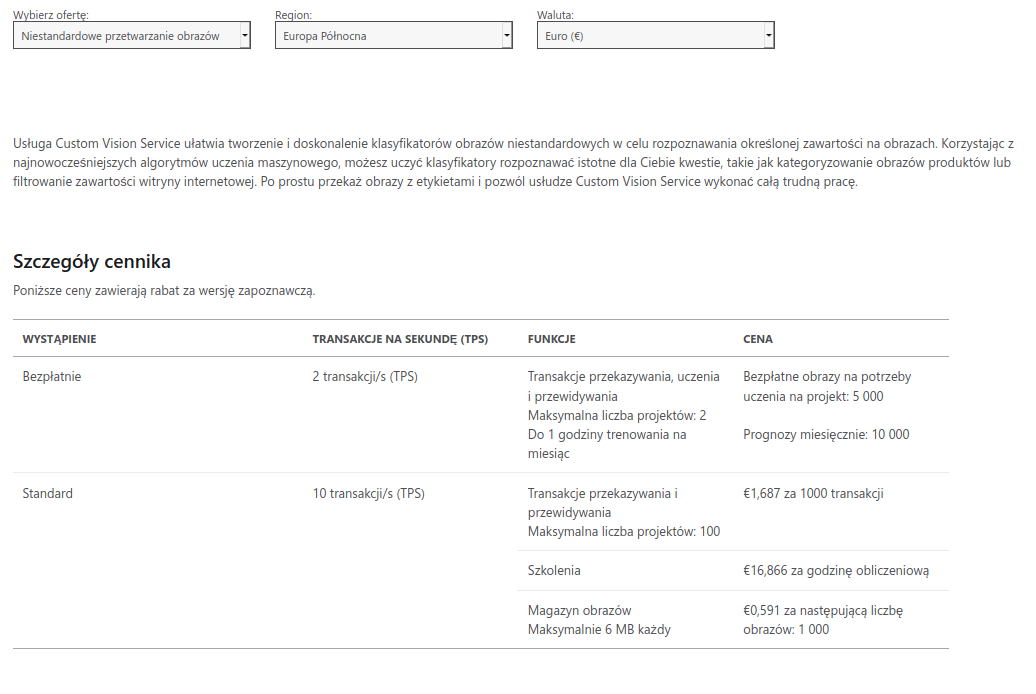 Wybierz ofertę:
Region:
Waluta:
Niestandardowe przetwarzanie obrazów
Europa Północna
Euro (€)
Usługa Custom Vision Service ułatwia tworzenie i doskonalenie klasyfikatorów obrazów niestandardowych w celu rozpoznawania określonej zawartości na obrazach. Korzystając z
najnowocześniejszych algorytmów uczenia maszynowego, możesz uczyć klasyfikatory rozpoznawać istotne dla Ciebie kwestie, takie jak kategoryzowanie obrazów produktów lub
filtrowanie zawartości witryny internetowej. Po prostu przekaż obrazy z etykietami i pozwól usłudze Custom Vision Service wykonać całą trudną pracę.
Szczegóły cennika
Poniższe ceny zawierają rabat za wersję zapoznawczą.
WYSTĄPIENIE
TRANSAKCJE NA SEKUNDĘ (TPS)
FUNKCJE
CENA
Bezpłatnie
2 transakcji/s (TPS)
Transakcje przekazywania, uczenia
i przewidywania
Maksymalna liczba projektów: 2
Do 1 godziny trenowania na
miesiąc
Bezpłatne obrazy na potrzeby
uczenia na projekt: 5 000
Prognozy miesięcznie: 10 000
Standard
10 transakcji/s (TPS)
Transakcje przekazywania i
przewidywania
Maksymalna liczba projektów: 100
€1,687 za 1000 transakcji
Szkolenia
€16,866 za godzinę obliczeniową
Magazyn obrazów
Maksymalnie 6 MB każdy
€0,591 za następującą liczbę
obrazów: 1 000